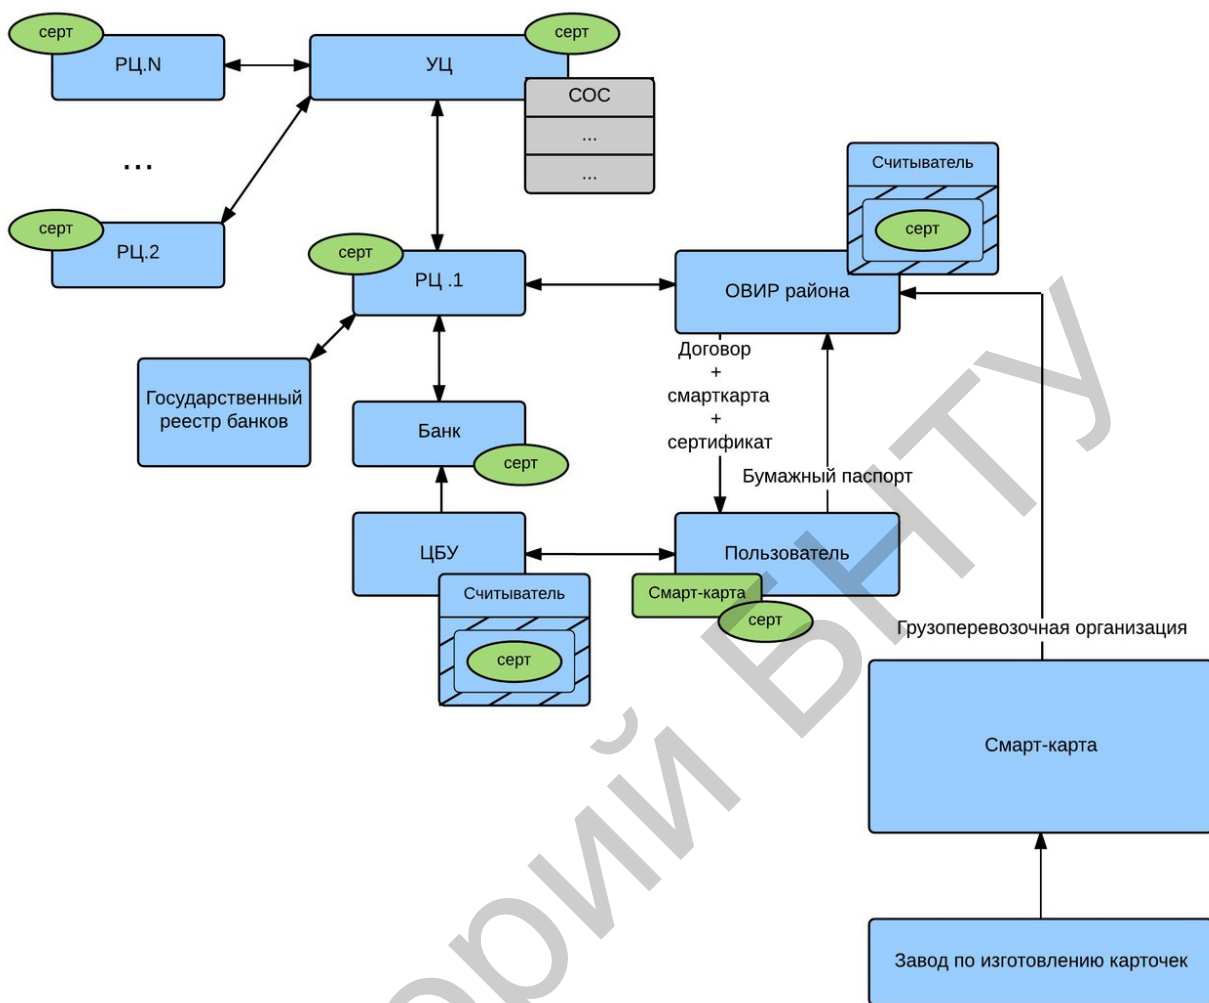 серт
серт
РЦ.N
УЦ
СОС
...
...
...
Считыватель
серт
серт
РЦ.2
серт
РЦ .1
ОВИР района
Договор
+
смарткарта
+
сертификат
Государственный
реестр банков
Банк
серт
Бумажный паспорт
ЦБУ
Пользователь
Считыватель
Смарт-карта
серт
серт
Грузоперевозочная организация
Смарт-карта
Завод по изготовлению карточек
орий БНТУ